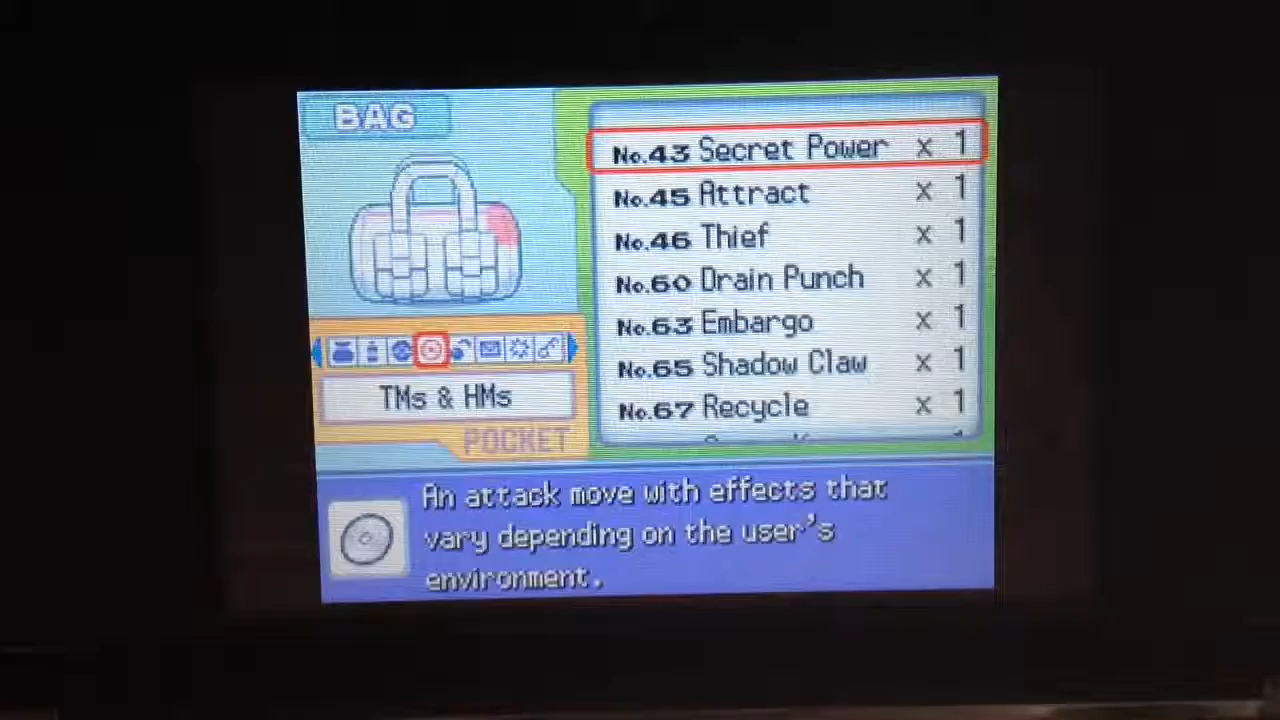 BAG
No.43 Secret Power x 1
No.45 Attract x 1
No.46 Thief x 1
No.60 Drain Punch x 1
No.63 Embargo x 1
No.65 Shadow Claw x 1
No.67 Recycle x 1
TMs & HMs
POCKET
An attack move with effects that
vary depending on the user's
environment.